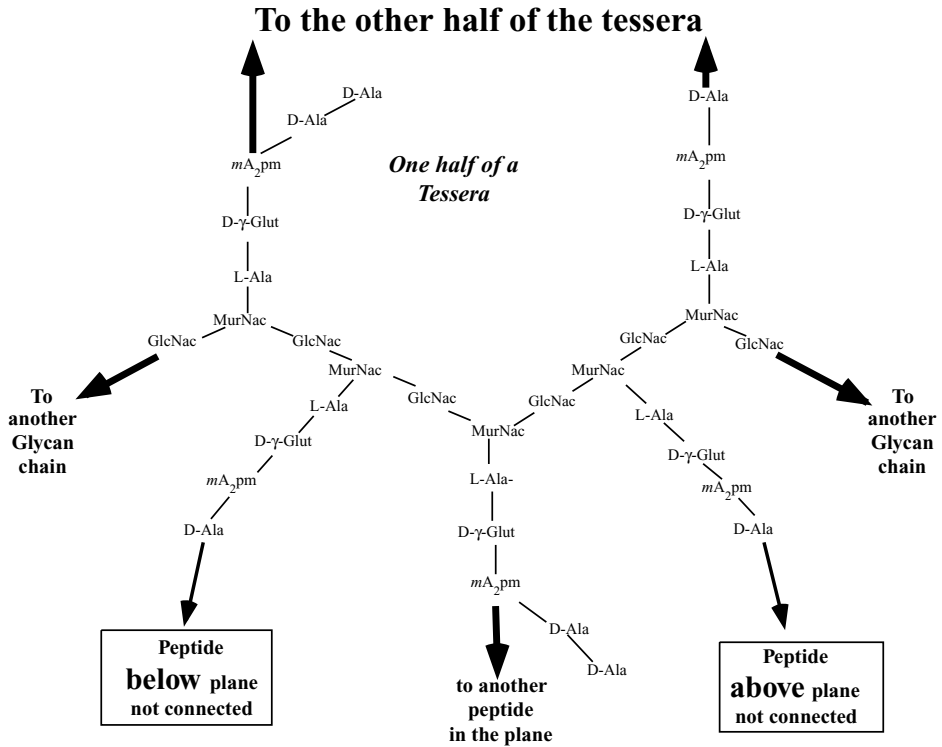 To the other half of the tessera
D-Ala
D-Ala
mA2pm
D-γ-Glut
L-Ala
MurNac
GlcNac
GlcNac
MurNac
GlcNac
MurNac
GlcNac
MurNac
GlcNac
MurNac
GlcNac
D-Ala
mA2pm
D-γ-Glut
L-Ala
One half of a
Tessera
To
another
Glycan
chain
To
another
Glycan
chain
L-Ala
D-γ-Glut
mA2pm
D-Ala
Peptide
below plane
not connected
L-Ala-
D-γ-Glut
mA2pm
D-Ala
D-Ala
to another
peptide
in the plane
L-Ala
D-γ-Glut
mA2pm
D-Ala
Peptide
above plane
not connected